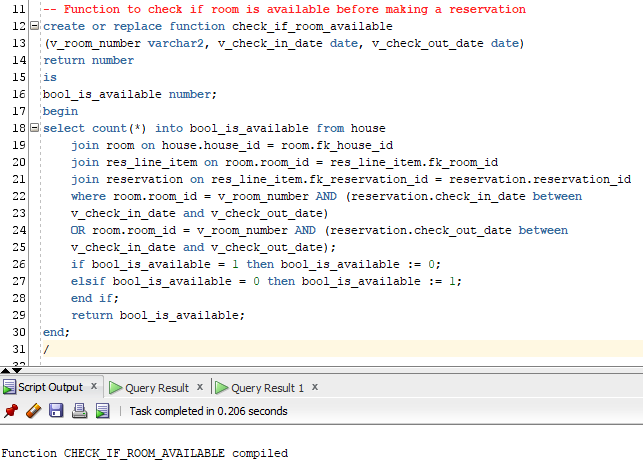 11 -- Function to check if room is available before making a reservation
12 create or replace function check_if_room_available
13 (v_room_number varchar2, v_check_in_date date, v_check_out_date date)
14 return number
15 is
16 bool_is_available number;
17 begin
18 select count(*) into bool_is_available from house
19 join room on house.house_id = room.fk_house_id
20 join res_line_item on room.room_id = res_line_item.fk_room_id
21 join reservation on res_line_item.fk_reservation_id = reservation.reservation_id
22 where room.room_id = v_room_number AND (reservation.check_in_date between
23 v_check_in_date and v_check_out_date)
24 OR room.room_id = v_room_number AND (reservation.check_out_date between
25 v_check_in_date and v_check_out_date);
26 if bool_is_available = 1 then bool_is_available := 0;
27 elsif bool_is_available = 0 then bool_is_available := 1;
28 end if;
29 return bool_is_available;
30 end;
31 /
32
Script Output x Query Result x Query Result 1 x
Task completed in 0.206 seconds
Function CHECK_IF_ROOM_AVAILABLE compiled